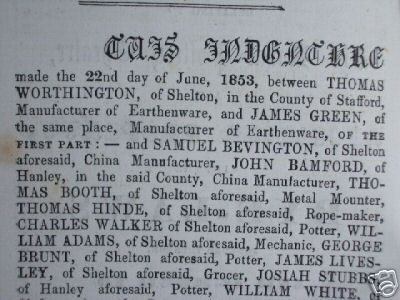 THIS INDENTURE
made the 22nd day of June, 1853, between THOMAS
WORTHINGTON, of Shelton, in the County of Stafford,
Manufacturer of Earthenware, and JAMES GREEN, of
the same place, Manufacturer of Earthenware, OF THE
FIRST PART: — and SAMUEL BEVINGTON, of Shelton
aforesaid, China Manufacturer, JOHN BAMFORD, of
Hanley, in the said County, China Manufacturer, THO-
MAS BOOTH, of Shelton aforesaid, Metal Mounter,
THOMAS HINDE, of Shelton aforesaid, Rope-maker,
CHARLES WALKER of Shelton aforesaid, Potter, WIL-
LIAM ADAMS, of Shelton aforesaid, Mechanic, GEORGE
BRUNT, of Shelton aforesaid, Potter, JAMES LIVES-
LEY, of Shelton aforesaid, Grocer, JOSIAH STUBBS
of Hanley aforesaid, Potter, WILLIAM WHITE,